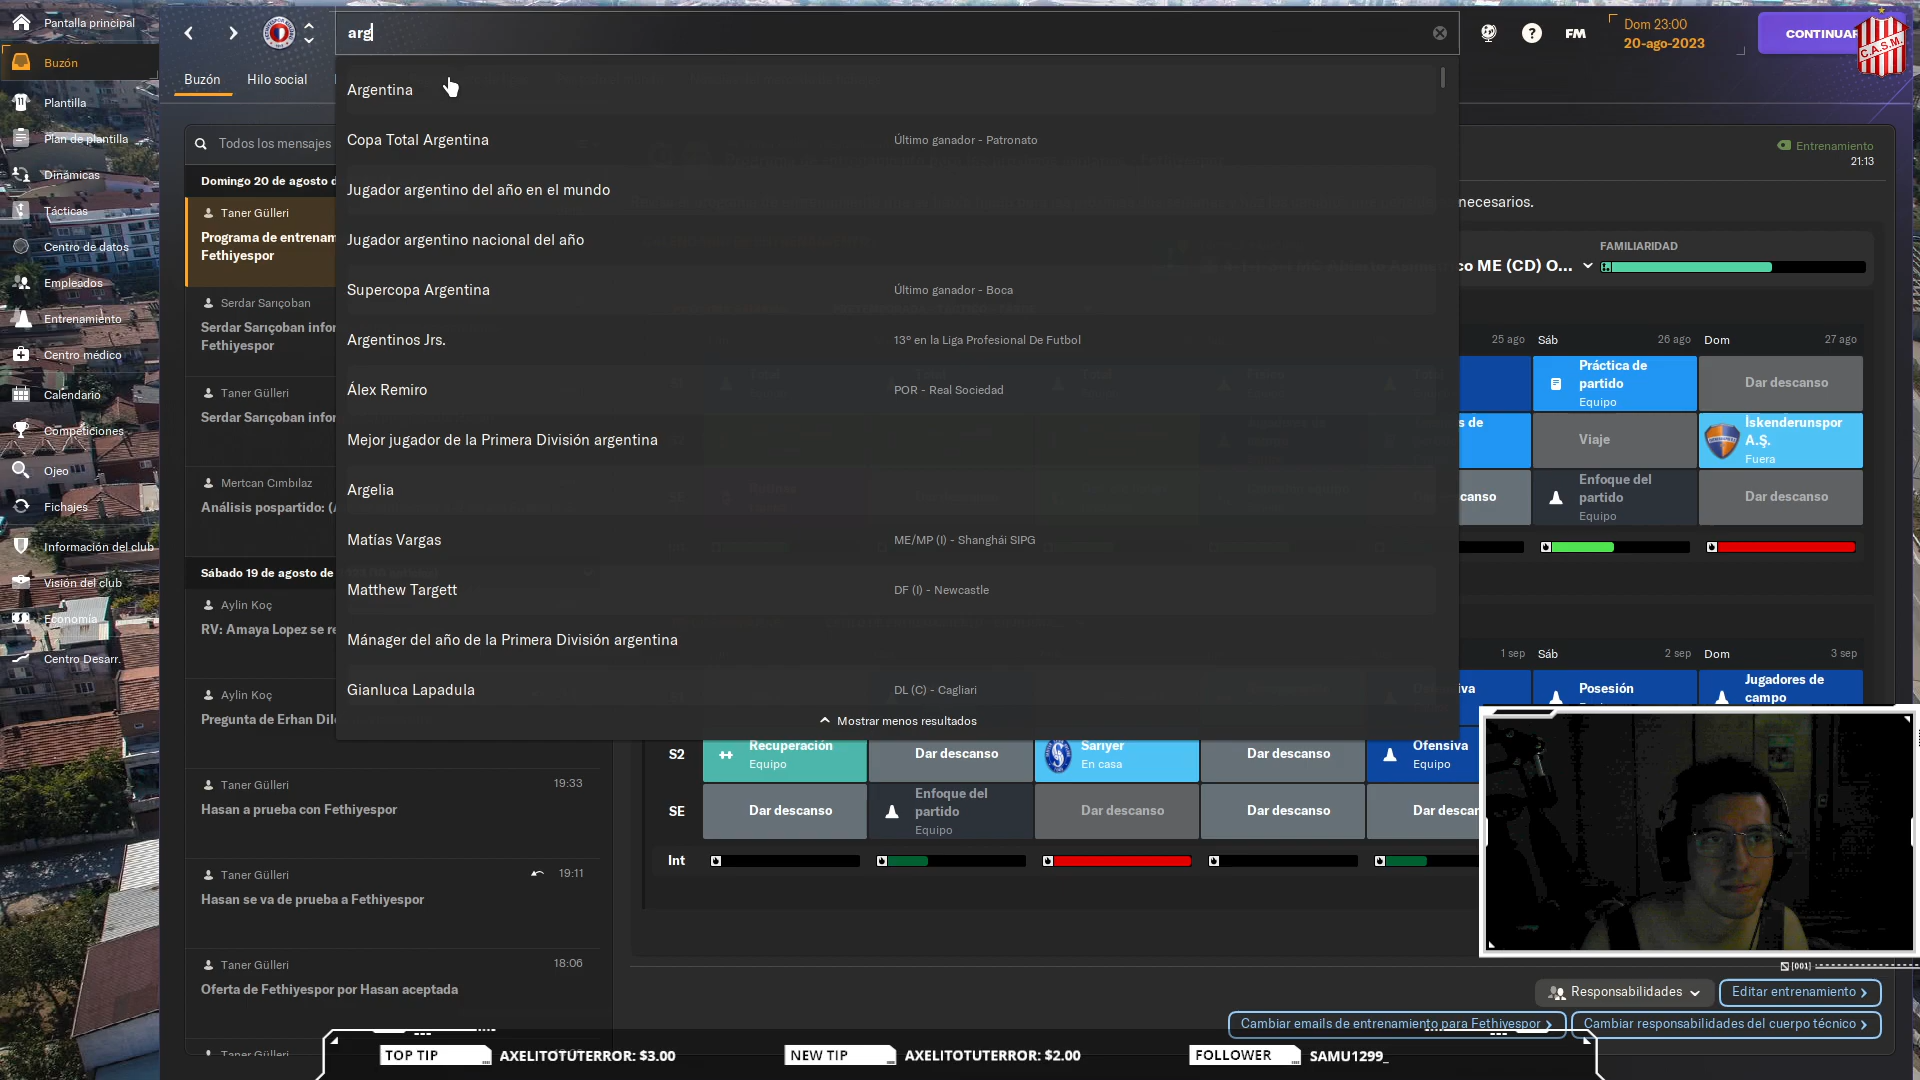 Pantalla principal
arg
Dom 23:00
20-ago-2023
CONTINUAR
C.A.S.M.
FM
Buzón
Buzón
Hilo social
Plantilla
Plan de plantilla
Dinámicas
Tácticas
Centro de datos
Empleados
Entrenamiento
Centro médico
Calendario
Competiciones
Ojeo
Fichajes
Información del club
Visión del club
Economía
Centro Desarr.
Todos los mensajes
Domingo 20 de agosto d
Taner Gülleri
Programa de entrenam
Fethiyespor
Serdar Sarıçoban
Serdar Sarıçoban infor
Fethiyespor
Taner Gülleri
Serdar Sarıçoban infor
Mertcan Cımbılaz
Análisis pospartido: (A
Sábado 19 de agosto de
Aylin Koç
RV: Amaya Lopez se re
Aylin Koç
Pregunta de Erhan Dil
Taner Gülleri
19:33
Hasan a prueba con Fethiyespor
Taner Gülleri
19:11
Hasan se va de prueba a Fethiyespor
Taner Gülleri
18:06
Oferta de Fethiyespor por Hasan aceptada
Taner Gülleri
Argentina
Copa Total Argentina
Último ganador - Patronato
Jugador argentino del año en el mundo
Jugador argentino nacional del año
Supercopa Argentina
Último ganador - Boca
Argentinos Jrs.
13º en la Liga Profesional De Futbol
Álex Remiro
POR - Real Sociedad
Mejor jugador de la Primera División argentina
Argelia
Matías Vargas
ME/MP (I) - Shanghái SIPG
Matthew Targett
DF (I) - Newcastle
Mánager del año de la Primera División argentina
Gianluca Lapadula
DL (C) - Cagliari
Mostrar menos resultados
Entrenamiento
21:13
necesarios.
FAMILIARIDAD
co ME (CD) O...
25 ago
Sáb
26 ago
Dom
27 ago
Práctica de
partido
Equipo
Dar descanso
s de
Viaje
İskenderunspor
A.Ş.
Fuera
canso
Enfoque del
partido
Equipo
Dar descanso
1 sep
Sáb
2 sep
Dom
3 sep
iva
Posesión
Jugadores de
campo
S2
Recuperación
Equipo
Dar descanso
Sarıyer
En casa
Dar descanso
Ofensiva
Equipo
SE
Dar descanso
Enfoque del
partido
Equipo
Dar descanso
Dar descanso
Dar descan
Int
[001]
Responsabilidades
Editar entrenamiento
Cambiar emails de entrenamiento para Fethiyespor
Cambiar responsabilidades del cuerpo técnico
TOP TIP
AXELITOTUTERROR: $3.00
NEW TIP
AXELITOTUTERROR: $2.00
FOLLOWER
SAMU1299_